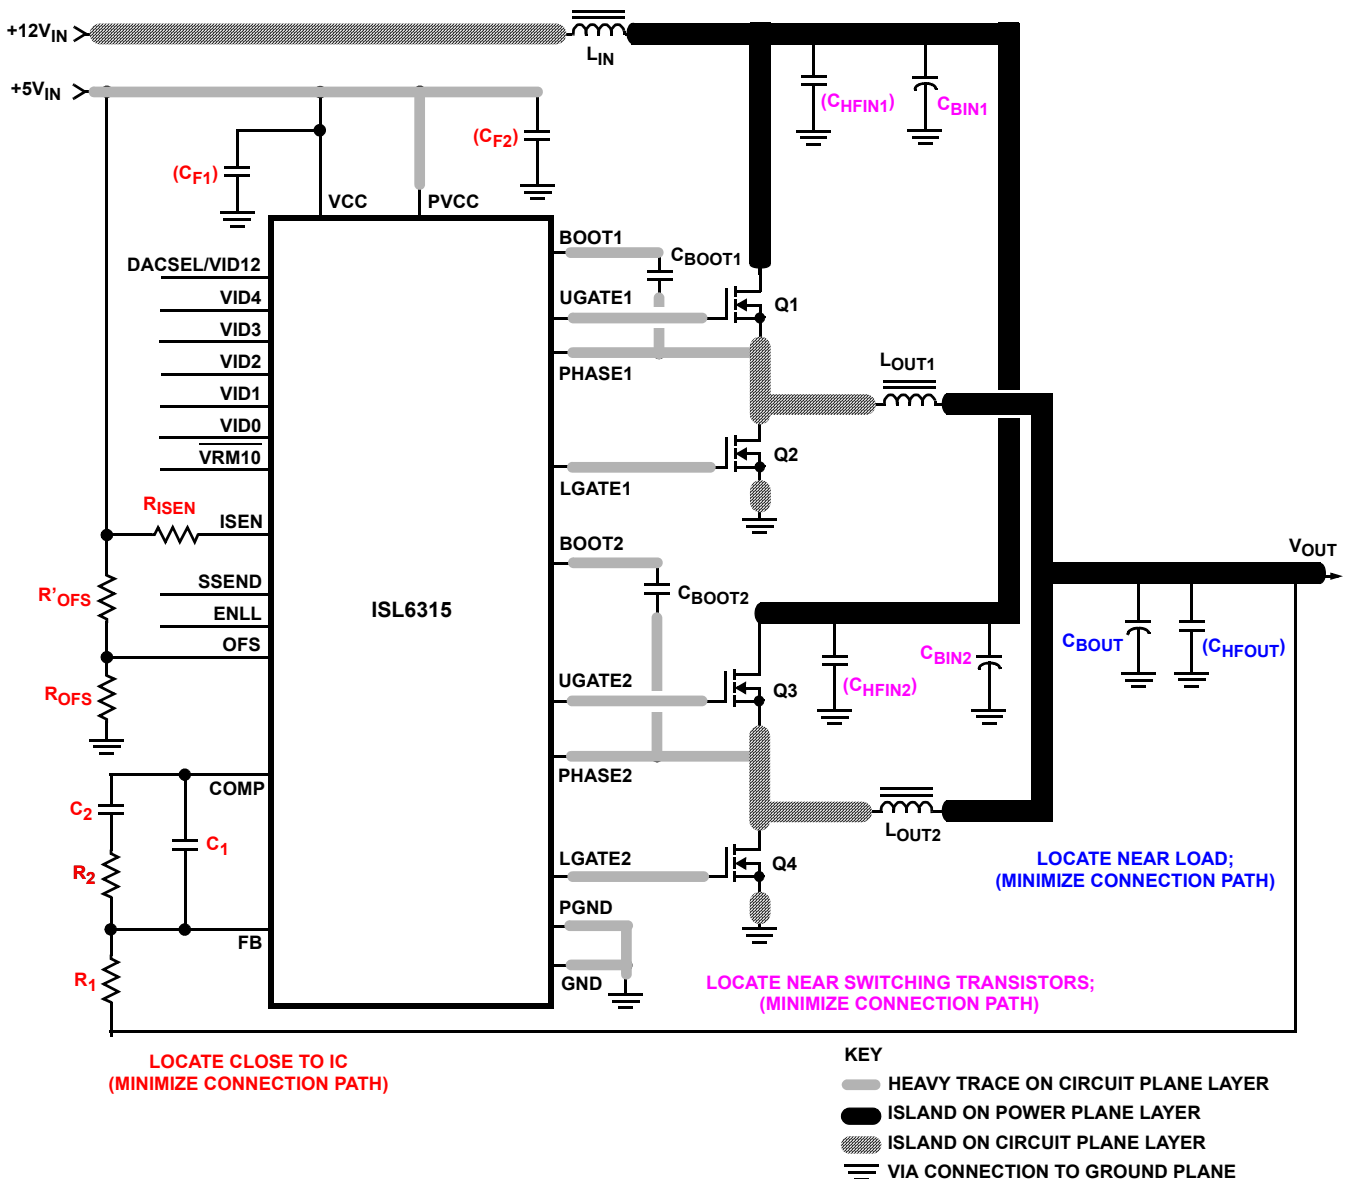 +12VIN
LIN
+5VIN
(CHFIN1)
CBIN1
(CF2)
(CF1)
VCC
PVCC
BOOT1
CBOOT1
DACSEL/VID12
VID4
UGATE1
Q1
VID3
VID2
PHASE1
LOUT1
VID1
VID0
VRM10
Q2
LGATE1
RISEN
ISEN
BOOT2
VOUT
SSEND
R’OFS
CBOOT2
ISL6315
ENLL
OFS
CBOUT
(CHFOUT)
CBIN2
ROFS
UGATE2
Q3
(CHFIN2)
PHASE2
COMP
C2
C1
LOUT2
R2
LGATE2
Q4
LOCATE NEAR LOAD;
(MINIMIZE CONNECTION PATH)
PGND
FB
R1
GND
LOCATE NEAR SWITCHING TRANSISTORS;
(MINIMIZE CONNECTION PATH)
LOCATE CLOSE TO IC
(MINIMIZE CONNECTION PATH)
KEY
HEAVY TRACE ON CIRCUIT PLANE LAYER
ISLAND ON POWER PLANE LAYER
ISLAND ON CIRCUIT PLANE LAYER
VIA CONNECTION TO GROUND PLANE